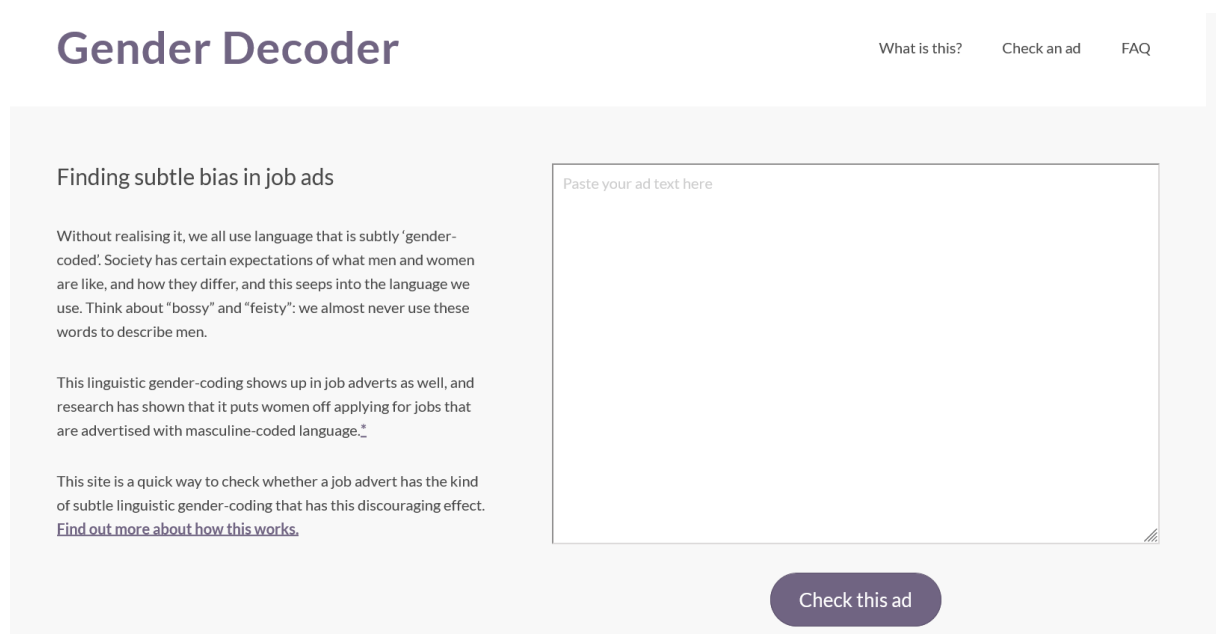 Gender Decoder
What is this?
Check an ad
FAQ
Finding subtle bias in job ads
Without realising it, we all use language that is subtly ‘gender-
coded’. Society has certain expectations of what men and women
are like, and how they differ, and this seeps into the language we
use. Think about “bossy” and “feisty”: we almost never use these
words to describe men.
This linguistic gender-coding shows up in job adverts as well, and
research has shown that it puts women off applying for jobs that
are advertised with masculine-coded language.*
This site is a quick way to check whether a job advert has the kind
of subtle linguistic gender-coding that has this discouraging effect.
Find out more about how this works.
Paste your ad text here
Check this ad